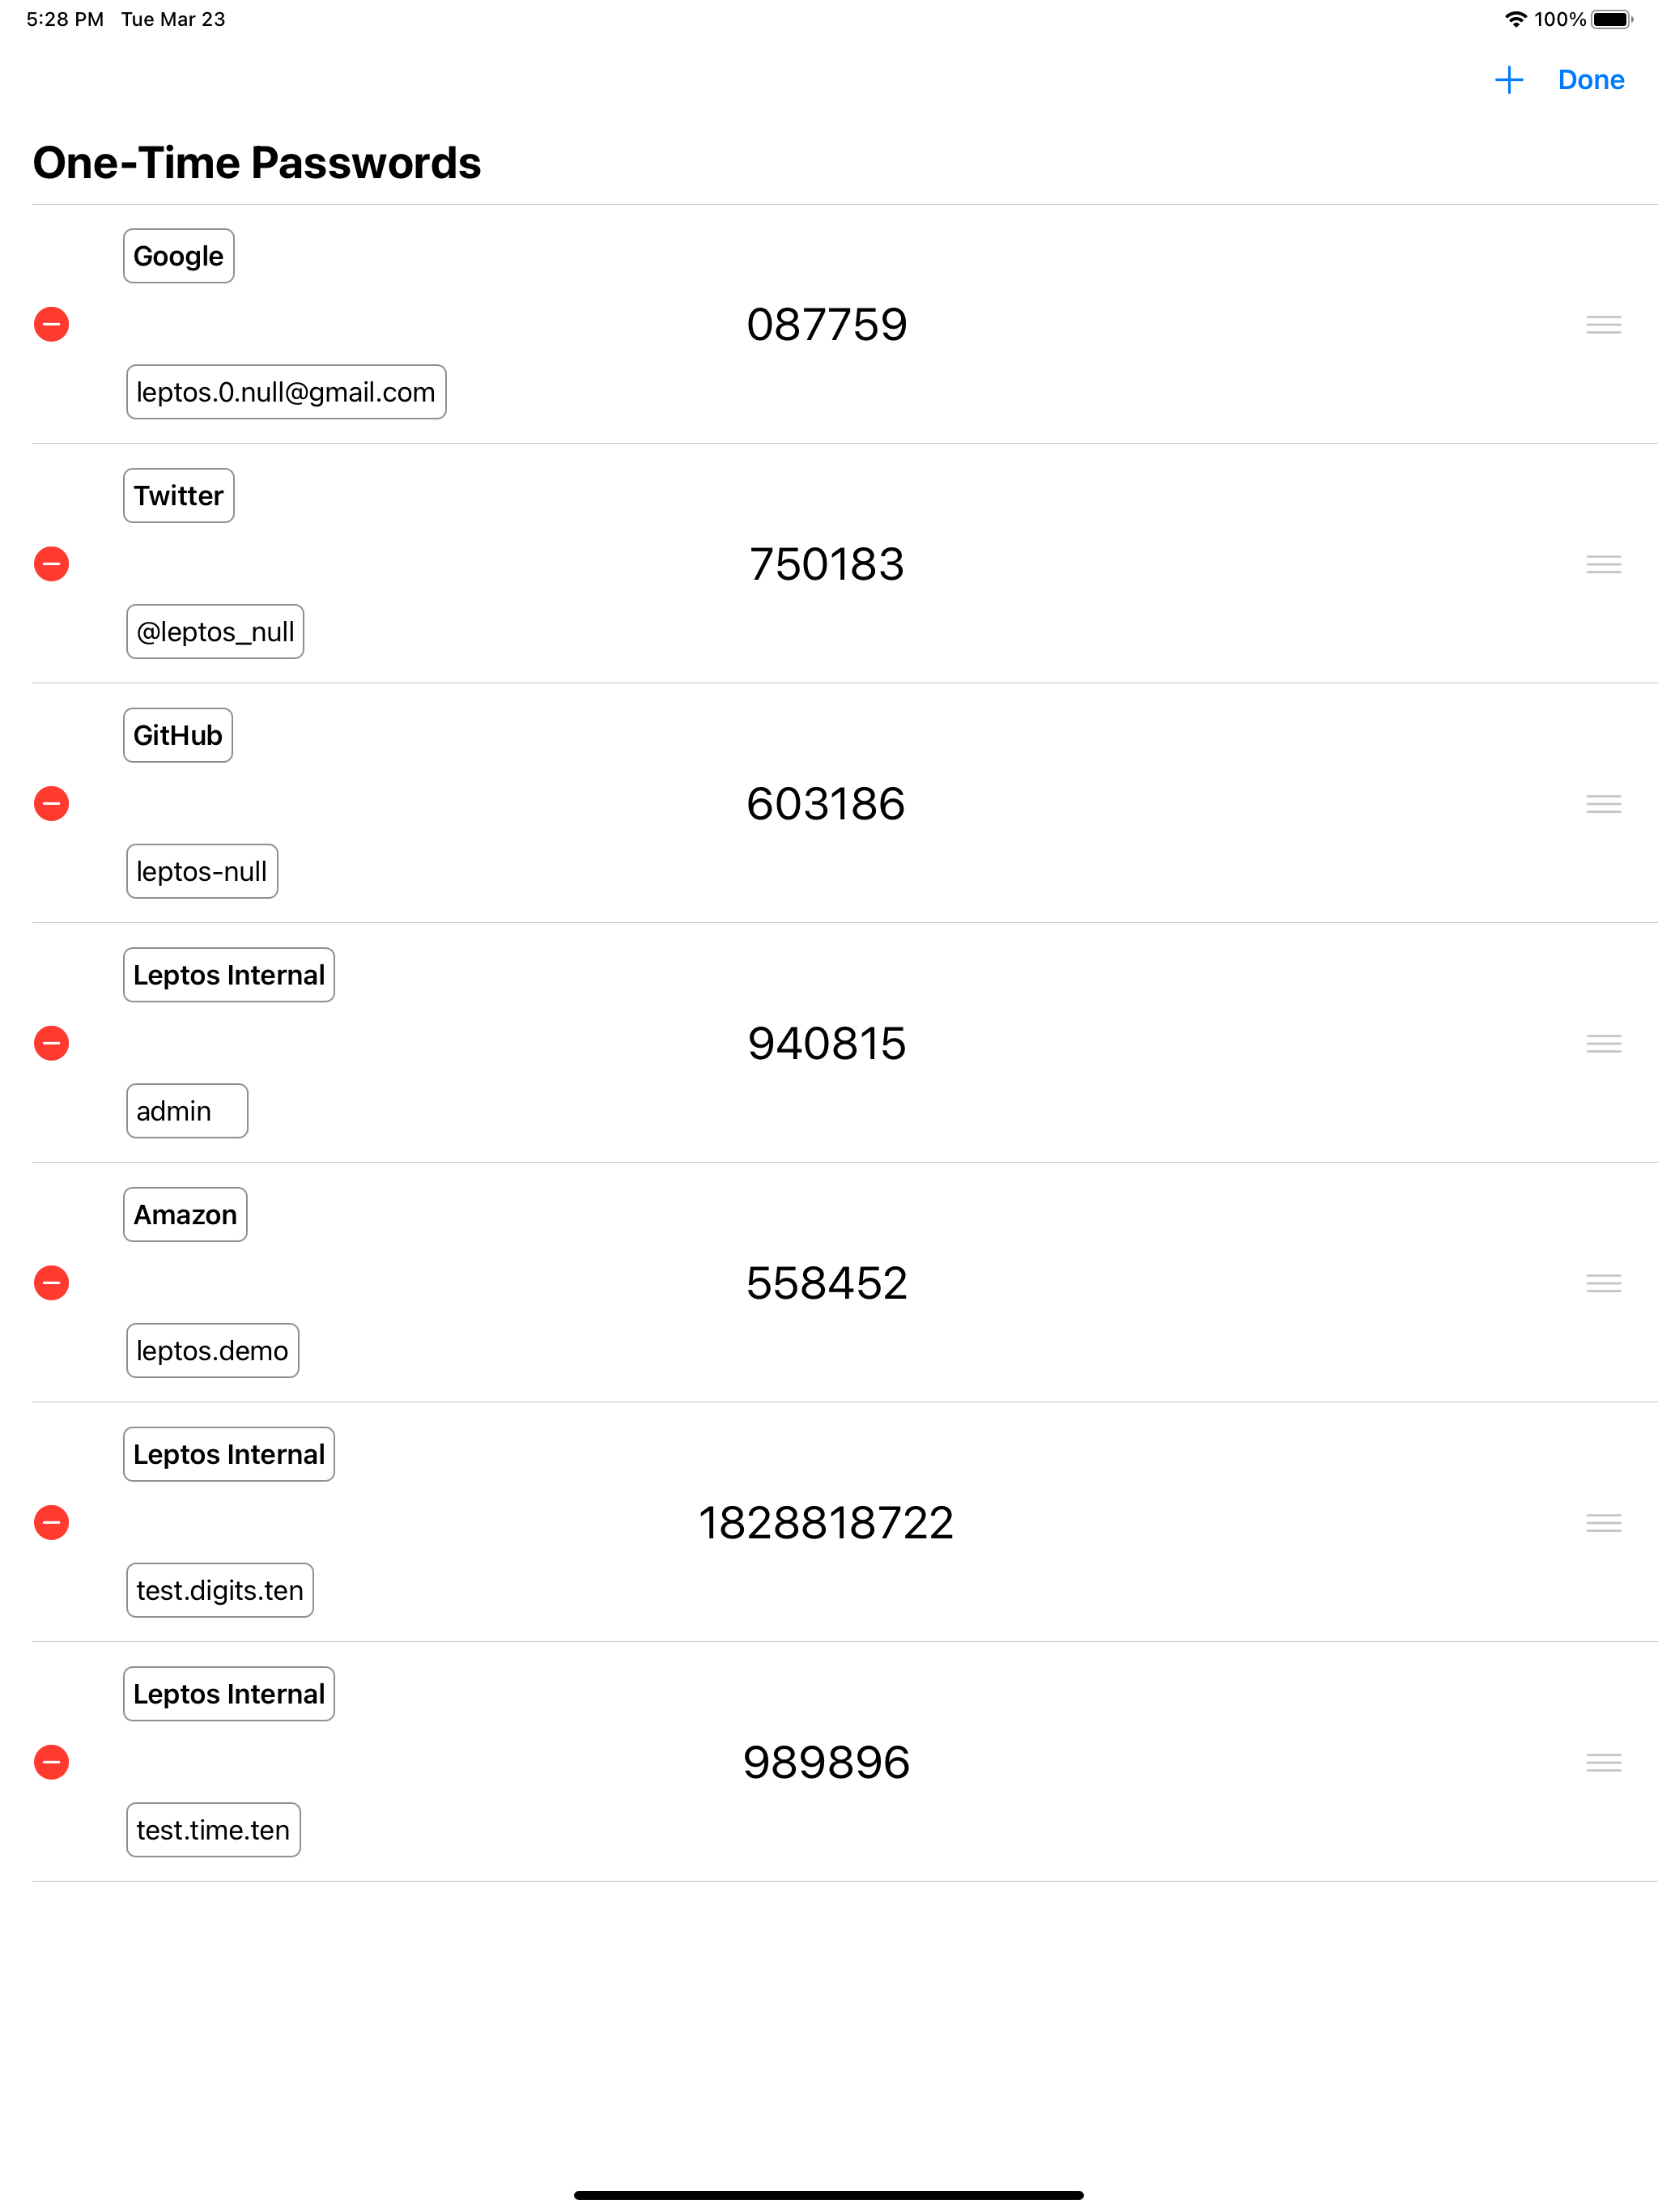 5:28 PM Tue Mar 23 100%
Done
One-Time Passwords
Google
087759
leptos.0.null@gmail.com
Twitter
750183
@leptos_null
GitHub
603186
leptos-null
Leptos Internal
940815
admin
Amazon
558452
leptos.demo
Leptos Internal
1828818722
test.digits.ten
Leptos Internal
989896
test.time.ten